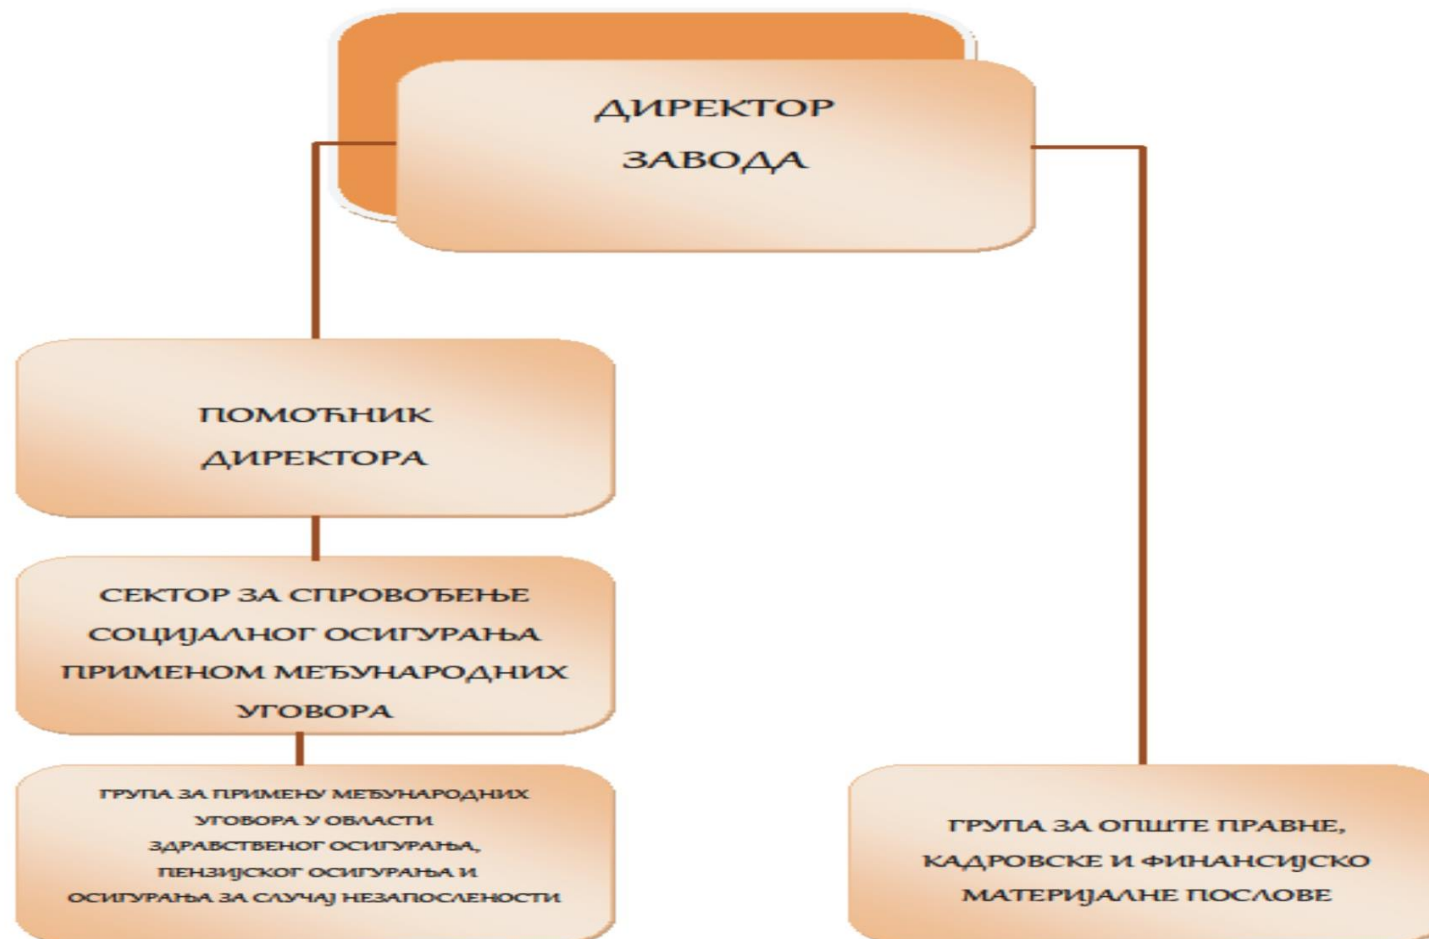 ДИРЕКТОР
ЗАВОДА
ПОМОЋНИК
ДИРЕКТОРА
СЕКТОР ЗА СПРОВОЂЕЊЕ
СОЦИЈАЛНОГ ОСИГУРАЊА
ПРИМЕНОМ МЕЂУНАРОДНИХ
УГОВОРА
ГРУПА ЗА ПРИМЕНУ МЕЂУНАРОДНИХ
УГОВОРА У ОБЛАСТИ
ЗДРАВСТВЕНОГ ОСИГУРАЊА,
ПЕНЗИЈСКОГ ОСИГУРАЊА И
ОСИГУРАЊА ЗА СЛУЧАЈ НЕЗАПОСЛЕНОСТИ
ГРУПА ЗА ОПШТЕ ПРАВНЕ,
КАДРОВСКЕ И ФИНАНСИЈСКО
МАТЕРИЈАЛНЕ ПОСЛОВЕ